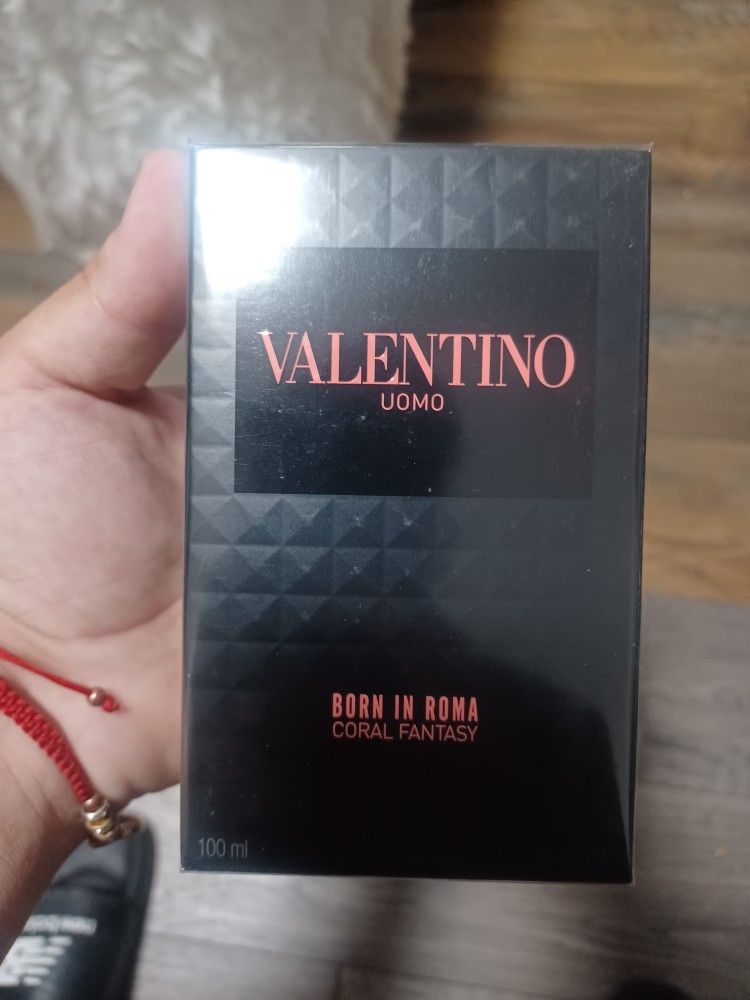 VALENTINO
UOMO
BORN IN ROMA
CORAL FANTASY
100 ml